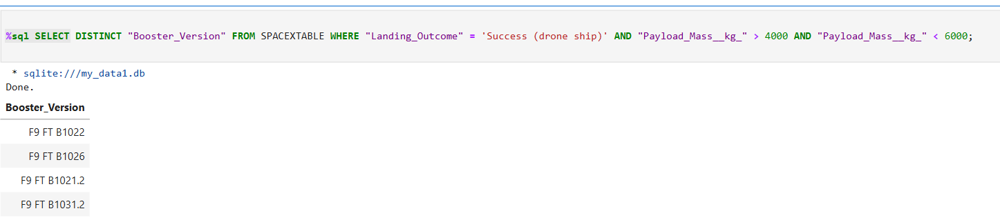 %sql SELECT DISTINCT "Booster_Version" FROM SPACEXTABLE WHERE "Landing_Outcome" = 'Success (drone ship)' AND "Payload_Mass__kg_" > 4000 AND "Payload_Mass__kg_" < 6000;
* sqlite:///my_data1.db
Done.
Booster_Version
F9 FT B1022
F9 FT B1026
F9 FT B1021.2
F9 FT B1031.2